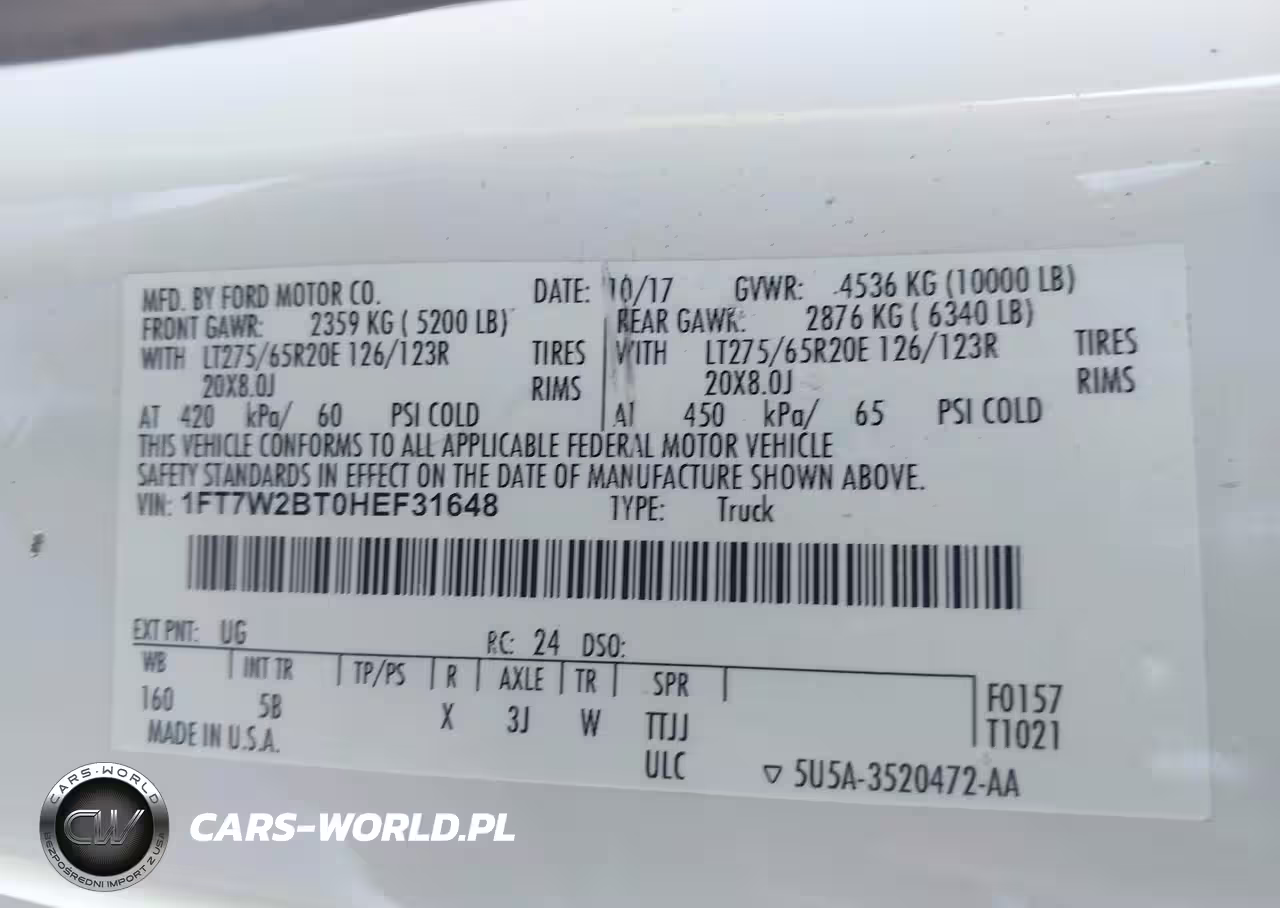 MFD. BY FORD MOTOR CO. DATE: 10/17 GVWR: 4536 KG (10000 LB)
FRONT GAWR: 2359 KG ( 5200 LB) REAR GAWR: 2876 KG ( 6340 LB)
WITH LT275/65R20E 126/123R TIRES WITH LT275/65R20E 126/123R TIRES
20X8.0J RIMS 20X8.0J RIMS
AT 420 kPa/ 60 PSI COLD AT 450 kPa/ 65 PSI COLD
THIS VEHICLE CONFORMS TO ALL APPLICABLE FEDERAL MOTOR VEHICLE
SAFETY STANDARDS IN EFFECT ON THE DATE OF MANUFACTURE SHOWN ABOVE.
VIN: 1FT7W2BT0HEF31648 TYPE: Truck
EXT PNT: UG RC: 24 DSO:
WB INT TR TP/PS R AXLE TR SPR
160 5B X 3J W TTJJ
F0157
T1021
MADE IN U.S.A. ULC ▽ 5U5A-3520472-AA
CARS-WORLD
CW
BEZPOŚREDNI IMPORT Z USA
CARS-WORLD.PL